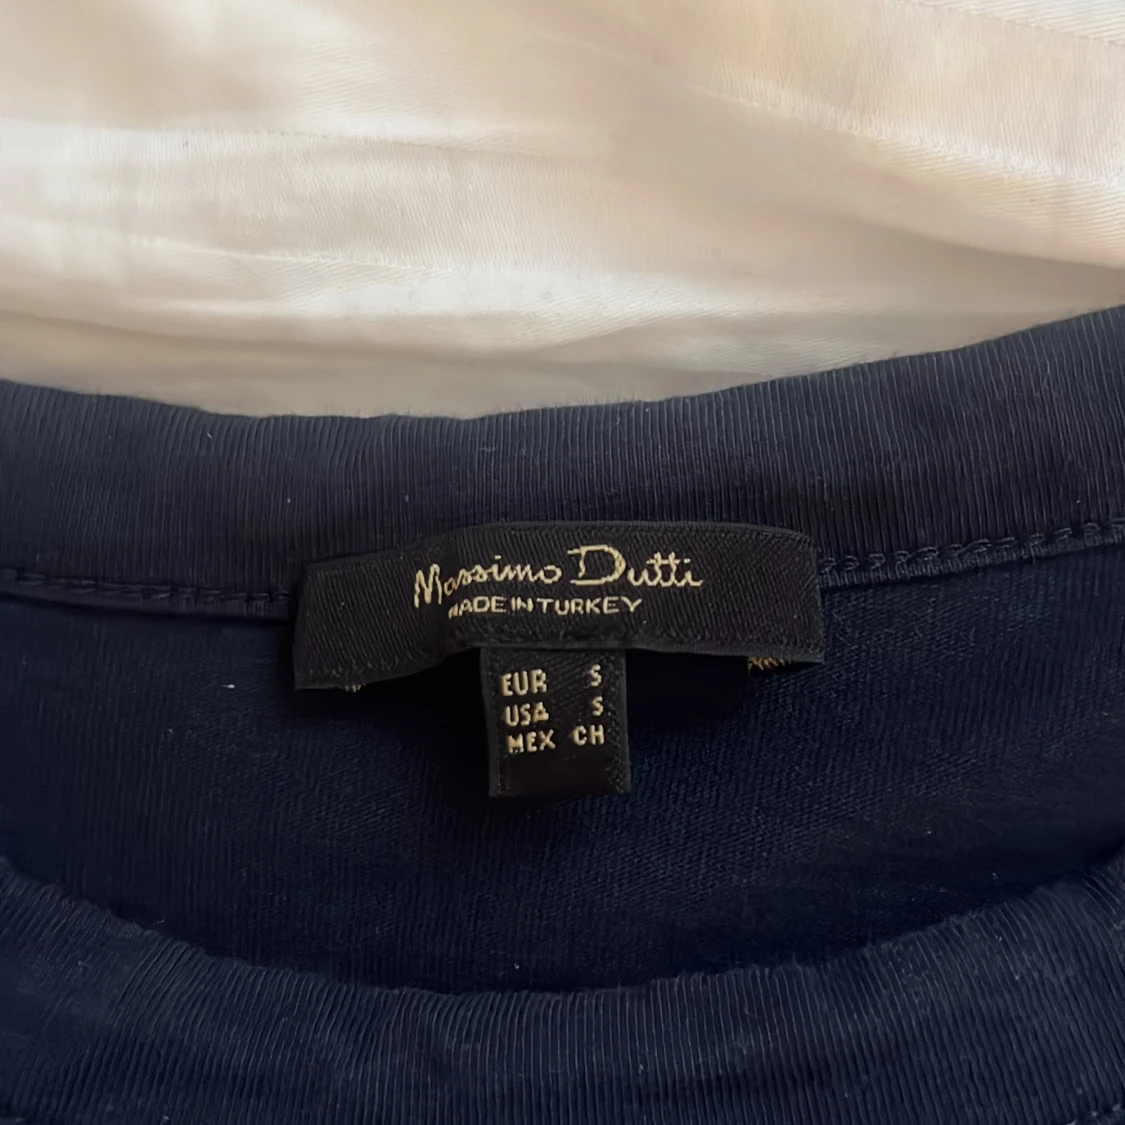 Massimo Dutti
MADE IN TURKEY
EUR S
USA S
MEX CH